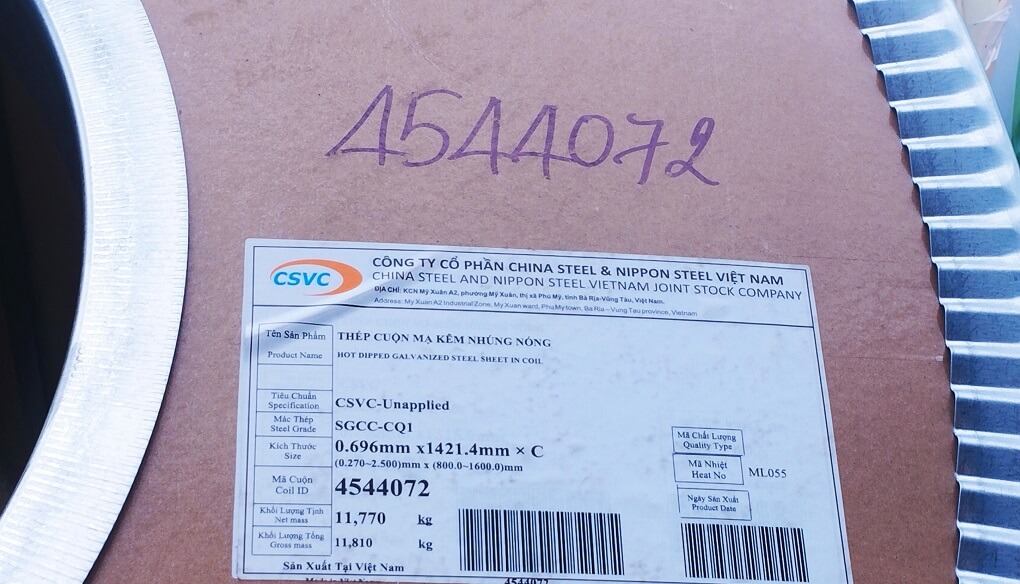 4544072
CSVC
CÔNG TY CỔ PHẦN CHINA STEEL & NIPPON STEEL VIỆT NAM
CHINA STEEL AND NIPPON STEEL VIETNAM JOINT STOCK COMPANY
ĐỊA CHỈ: KCN Mỹ Xuân A2, phường Mỹ Xuân, thị xã Phú Mỹ, tỉnh Bà Rịa-Vũng Tàu, Việt Nam.
Address: My Xuan A2 Industrial Zone, My Xuan ward, Phu My town, Ba Ria – Vung Tau province, Vietnam
Tên Sản Phẩm THÉP CUỘN MẠ KẼM NHÚNG NÓNG
Product Name HOT DIPPED GALVANIZED STEEL SHEET IN COIL
Tiêu Chuẩn
Specification CSVC-Unapplied
Mác Thép
Steel Grade SGCC-CQ1
Kích Thước
Size 0.696mm x1421.4mm × C
(0.270~2.500)mm x (800.0~1600.0)mm
Mã Cuộn
Coil ID 4544072
Khối Lượng Tịnh
Net mass 11,770 kg
Khối Lượng Tổng
Gross mass 11,810 kg
Mã Chất Lượng
Quality Type
Mã Nhiệt
Heat No ML055
Ngày Sản Xuất
Product Date
Sản Xuất Tại Việt Nam
Made in Viet Nam
4544072